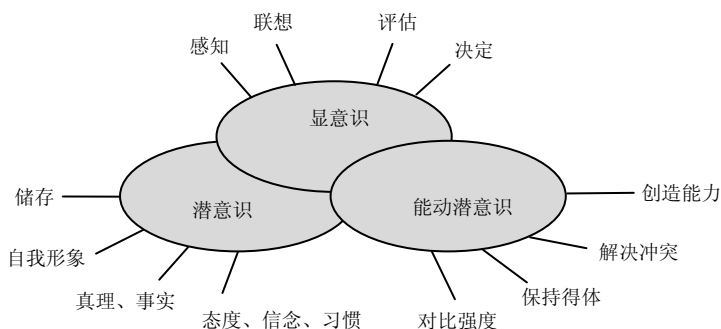 联想
评估
感知
决定
显意识
储存
潜意识
能动潜意识
创造能力
自我形象
解决冲突
真理、事实
保持得体
态度、信念、习惯
对比强度